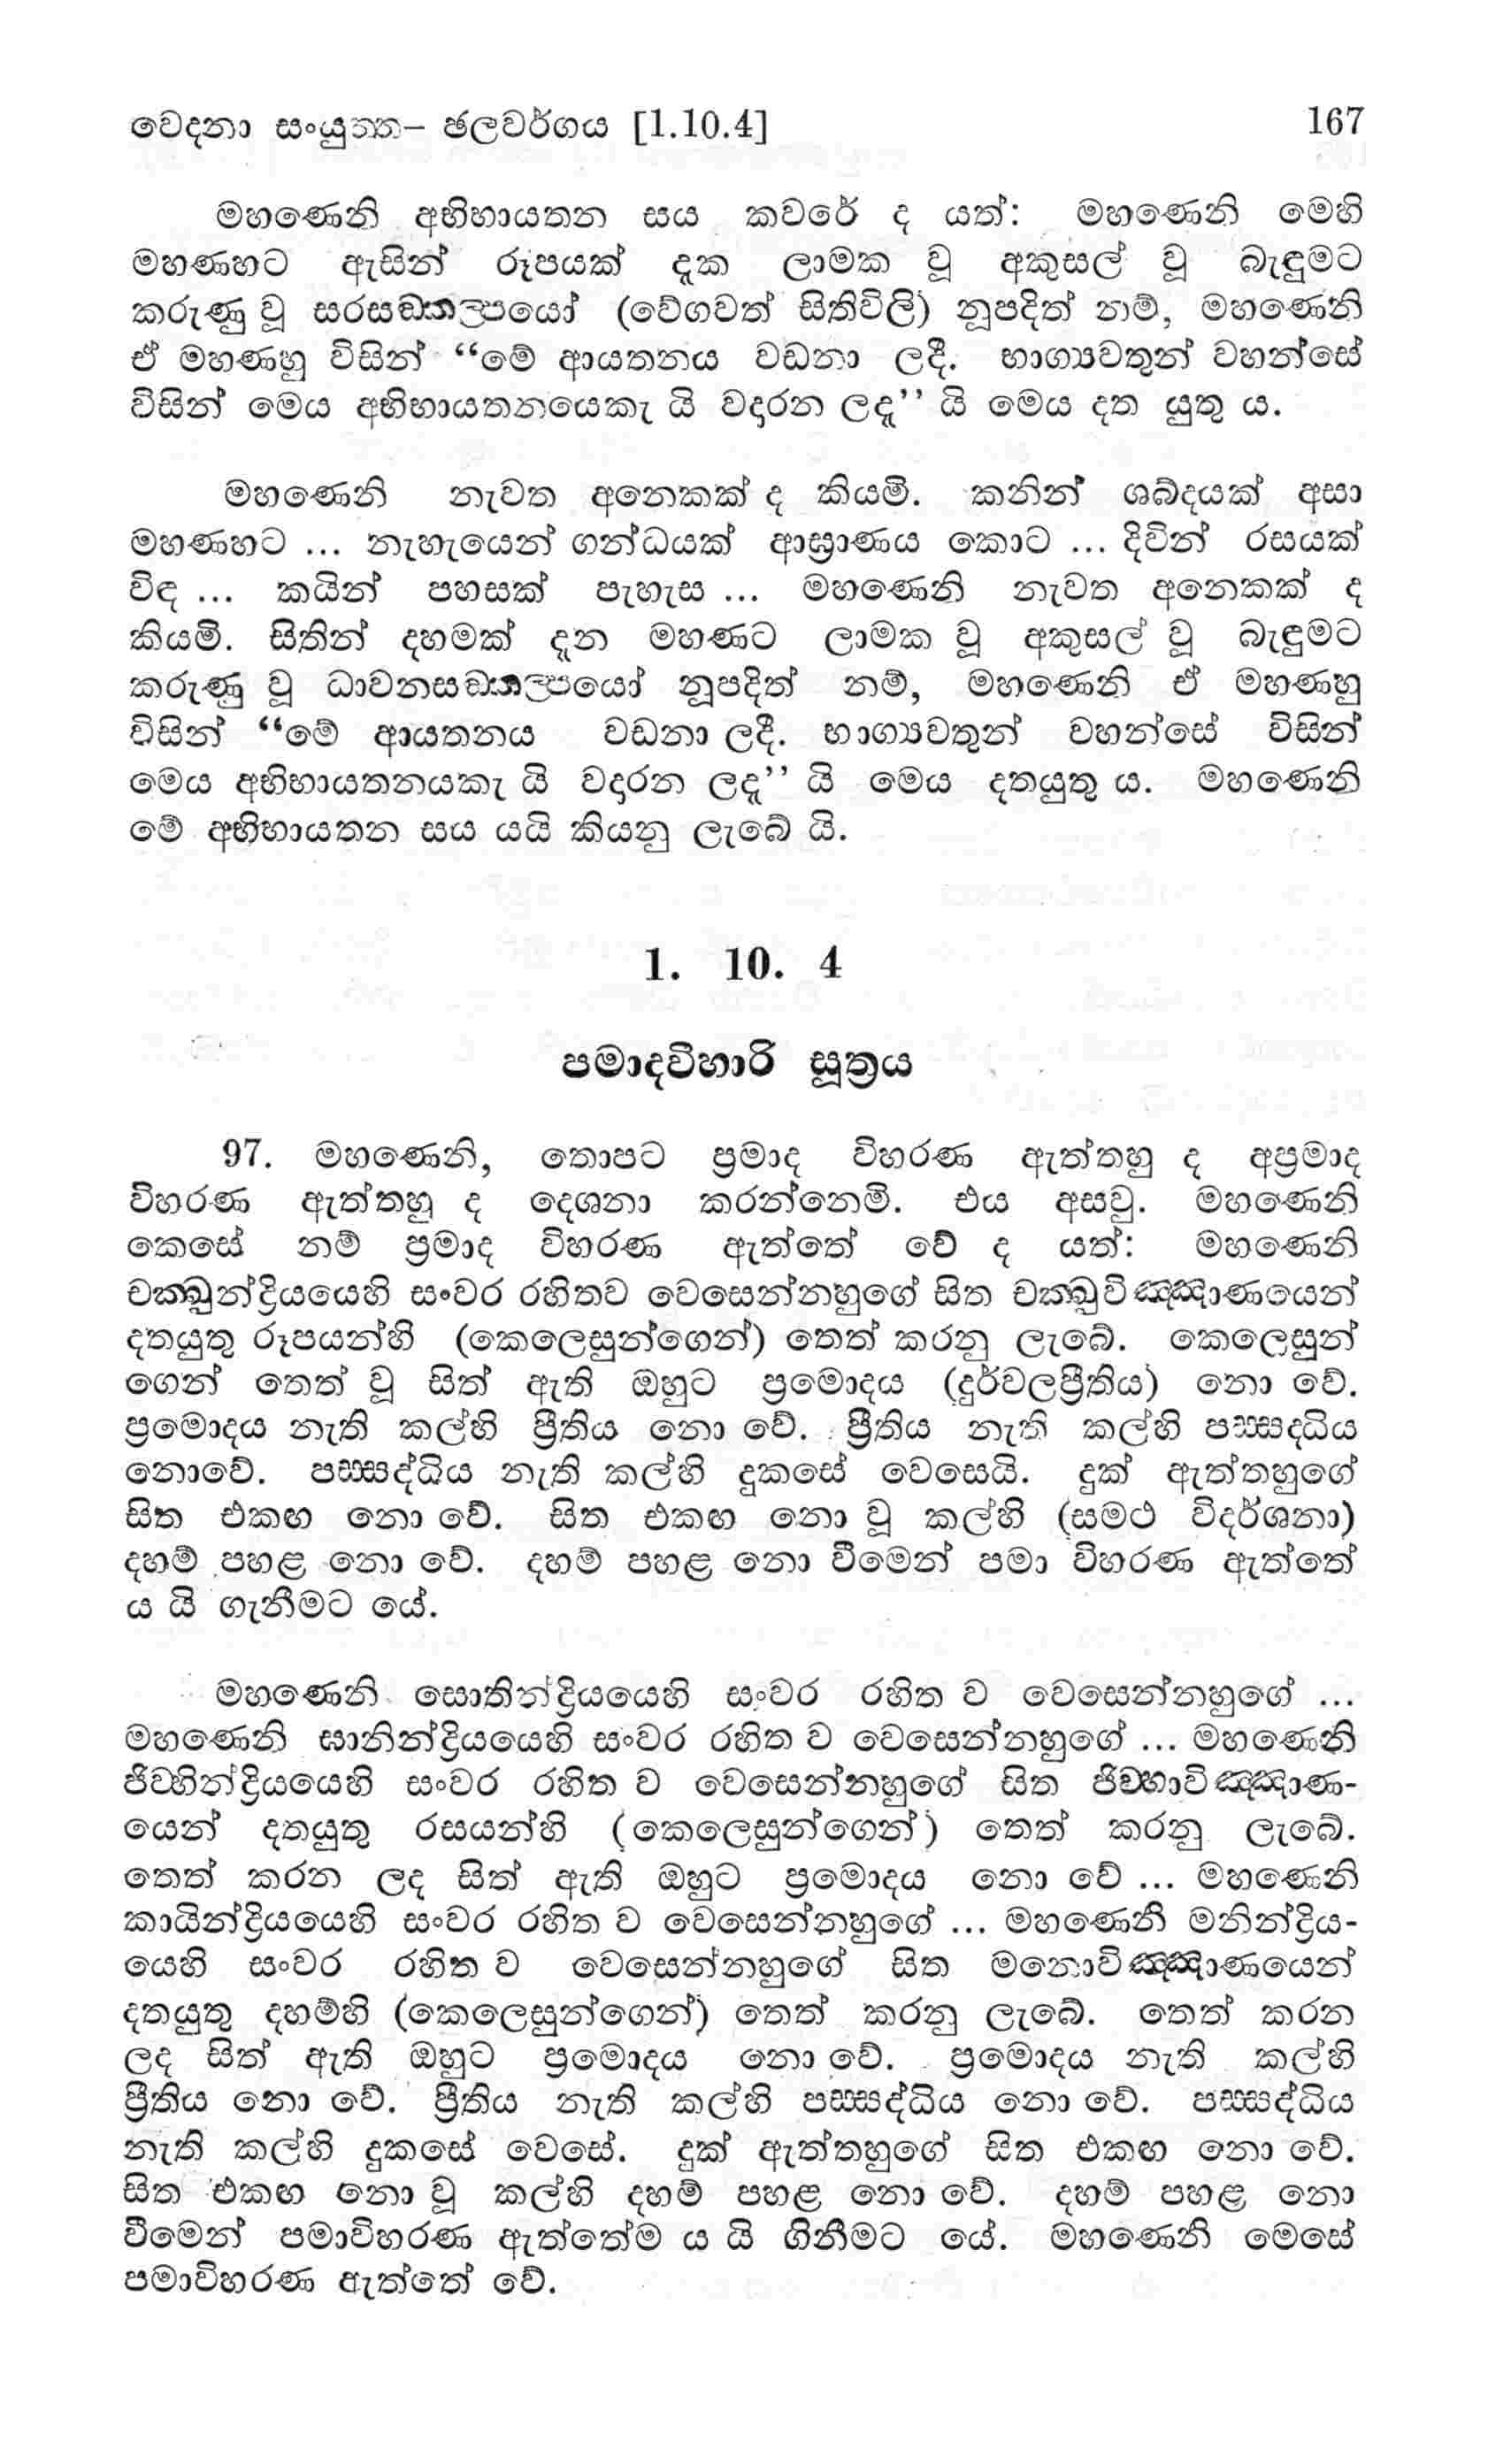 වෙදනා සංයුත්ත– ඡලවර්ගය [1.10.4] 167
මහණෙනි අභිභායතන සය කවරේ ද යත්: මහණෙනි මෙහි
මහණහට ඇසින් රූපයක් දැක ලාමක වූ අකුසල් වූ බැඳුමට
කරුණු වූ සරසඞ්කල්පයෝ (වේගවත් සිතිවිලි) නූපදිත් නම්, මහණෙනි
ඒ මහණහු විසින් “මේ ආයතනය වඩනා ලදී. භාග්‍යවතුන් වහන්සේ
විසින් මෙය අභිභායතනයෙකැ යි වදාරන ලදැ’’ යි මෙය දත යුතු ය.
මහණෙනි නැවත අනෙකක් ද කියමි. කනින් ශබ්දයක් අසා
මහණහට ... නැහැයෙන් ගන්ධයක් ආඝ්‍රාණය කොට ... දිවින් රසයක්
විඳ ... කයින් පහසක් පැහැස ... මහණෙනි නැවත අනෙකක් ද
කියමි. සිතින් දහමක් දැන මහණට ලාමක වූ අකුසල් වූ බැඳුමට
කරුණු වූ ධාවනසඞ්කල්පයෝ නූපදිත් නම්, මහණෙනි ඒ මහණහු
විසින් “මේ ආයතනය වඩනා ලදී. භාග්‍යවතුන් වහන්සේ විසින්
මෙය අභිභායතනයකැ යි වදාරන ලදැ’’ යි මෙය දතයුතු ය. මහණෙනි
මේ අභිභායතන සය යයි කියනු ලැබේ යි.
1. 10. 4
පමාදවිහාරි සූත්‍රය
97. මහණෙනි, තොපට ප්‍රමාද විහරණ ඇත්තහු ද අප්‍රමාද
විහරණ ඇත්තහු ද දෙශනා කරන්නෙමි. එය අසවු. මහණෙනි
කෙසේ නම් ප්‍රමාද විහරණ ඇත්තේ වේ ද යත්: මහණෙනි
චක්ඛුන්ද්‍රියයෙහි සංවර රහිතව වෙසෙන්නහුගේ සිත චක්ඛුවිඤ්ඤාණයෙන්
දතයුතු රූපයන්හි (කෙලෙසුන්ගෙන්) තෙත් කරනු ලැබේ. කෙලෙසුන්
ගෙන් තෙත් වූ සිත් ඇති ඔහුට ප්‍රමොදය (දුර්වලප්‍රීතිය) නො වේ.
ප්‍රමොදය නැති කල්හි ප්‍රීතිය නො වේ. ප්‍රීතිය නැති කල්හි පස්සද්ධිය
නොවේ. පස්සද්ධිය නැති කල්හි දුකසේ වෙසෙයි. දුක් ඇත්තහුගේ
සිත එකඟ නො වේ. සිත එකඟ නො වූ කල්හි (සමථ විදර්ශනා)
දහම් පහළ නො වේ. දහම් පහළ නො වීමෙන් පමා විහරණ ඇත්තේ
ය යි ගැනීමට යේ.
මහණෙනි සොතින්ද්‍රියයෙහි සංවර රහිත ව වෙසෙන්නහුගේ ...
මහණෙනි ඝානින්ද්‍රියයෙහි සංවර රහිත ව වෙසෙන්නහුගේ ... මහණෙනි
ජිව්හින්ද්‍රියයෙහි සංවර රහිත ව වෙසෙන්නහුගේ සිත ජිව්හාවිඤ්ඤාණ-
යෙන් දතයුතු රසයන්හි (කෙලෙසුන්ගෙන්) තෙත් කරනු ලැබේ.
තෙත් කරන ලද සිත් ඇති ඔහුට ප්‍රමොදය නො වේ ... මහණෙනි
කායින්ද්‍රියයෙහි සංවර රහිත ව වෙසෙන්නහුගේ ... මහණෙනි මනින්ද්‍රිය-
යෙහි සංවර රහිත ව වෙසෙන්නහුගේ සිත මනොවිඤ්ඤාණයෙන්
දතයුතු දහම්හි (කෙලෙසුන්ගෙන්) තෙත් කරනු ලැබේ. තෙත් කරන
ලද සිත් ඇති ඔහුට ප්‍රමොදය නො වේ. ප්‍රමොදය නැති කල්හි
ප්‍රීතිය නො වේ. ප්‍රීතිය නැති කල්හි පස්සද්ධිය නො වේ. පස්සද්ධිය
නැති කල්හි දුකසේ වෙසේ. දුක් ඇත්තහුගේ සිත එකඟ නො වේ.
සිත එකඟ නො වූ කල්හි දහම් පහළ නො වේ. දහම් පහළ නො
වීමෙන් පමාවිහරණ ඇත්තේම ය යි ගිනීමට යේ. මහණෙනි මෙසේ
පමාවිහරණ ඇත්තේ වේ.